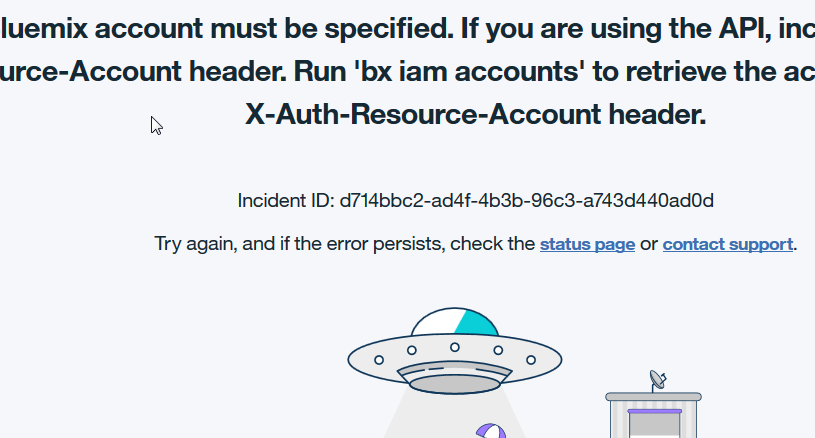 luemix account must be specified. If you are using the API, inc
urce-Account header. Run 'bx iam accounts' to retrieve the ac
X-Auth-Resource-Account header.
Incident ID: d714bbc2-ad4f-4b3b-96c3-a743d440ad0d
Try again, and if the error persists, check the status page or contact support.